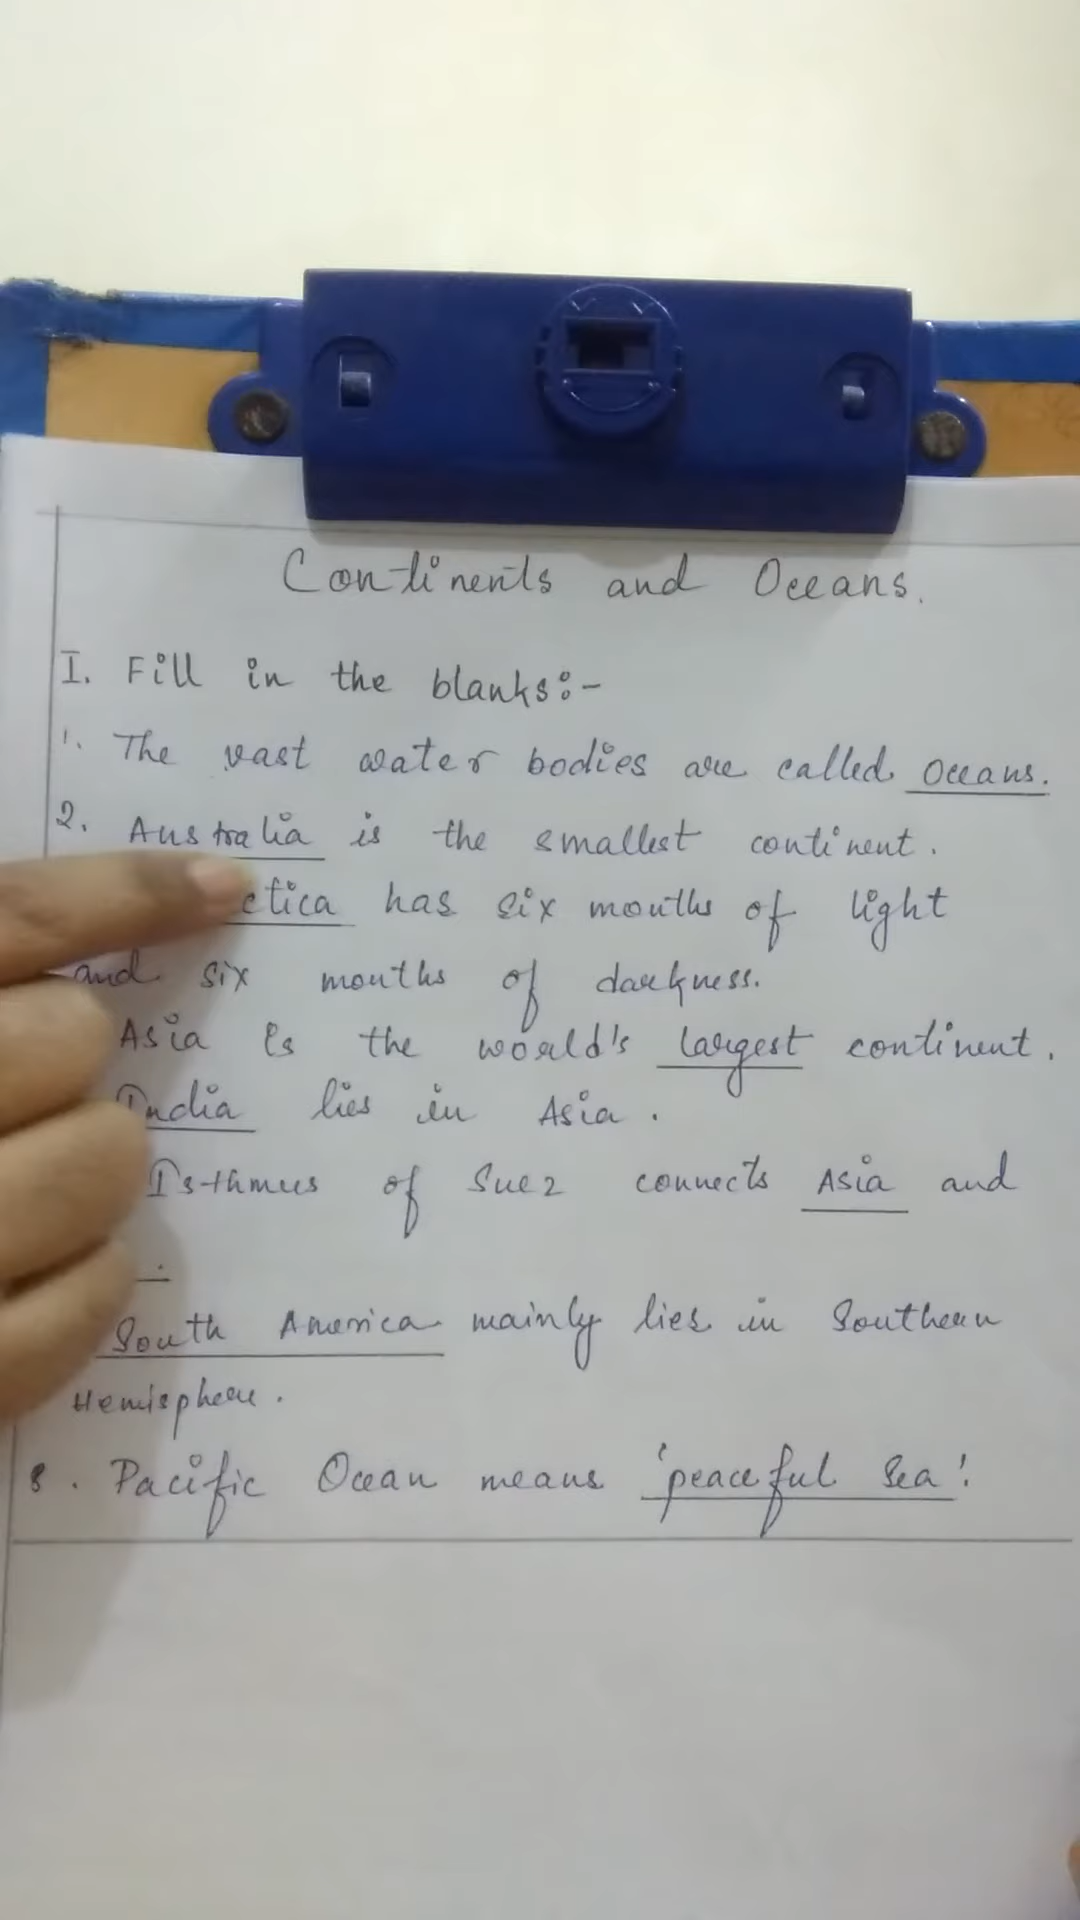 Continents and Oceans.
I. Fill in the blanks:-
1. The vast water bodies are called Oceans.
2. Australia is the smallest continent.
ctica has six months of light
and six months of darkness.
Asia is the world's largest continent.
India lies in Asia.
Isthmus of Suez connects Asia and
.
South America mainly lies in Southern
Hemisphere.
8. Pacific Ocean means 'peaceful Sea'.